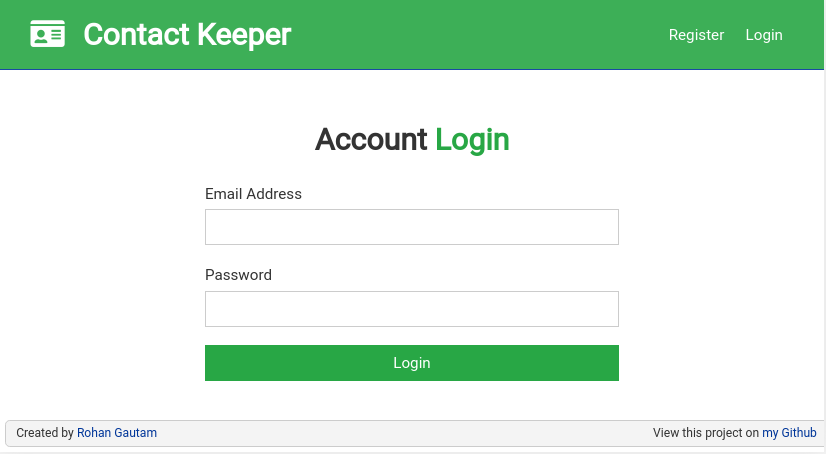 Contact Keeper
Register Login
Account Login
Email Address
Password
Login
Created by Rohan Gautam
View this project on my Github